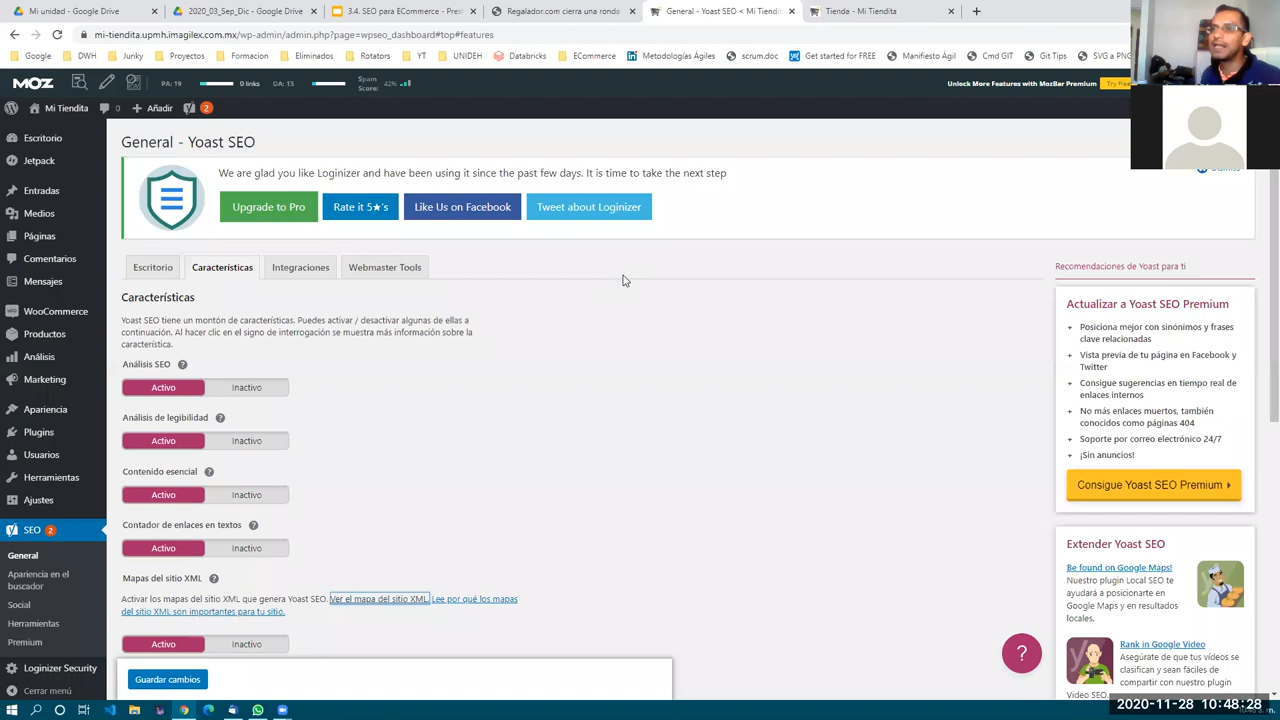 Mi unidad - Google Drive
2020_03_Sep_Dic - Google Drive
3.4. SEO para ECommerce - Pres
Regalador.com cierra una ronda
General - Yoast SEO < Mi Tiendit
Tienda - Mi Tiendita
mi-tiendita.upmh.imagilex.com.mx/wp-admin/admin.php?page=wpseo_dashboard#top#features
Google
DWH
Junky
Proyectos
Formacion
Eliminados
Rotators
YT
UNIDEH
Databricks
ECommerce
Metodologías Ágiles
scrum.doc
Get started for FREE
Manifiesto Ágil
Cmd GIT
Git Tips
SVG a PNG
MOZ
PA: 19
0 links
DA: 13
Spam Score: 42%
Unlock More Features with MozBar Premium
Try free
Mi Tiendita
0
Añadir
2
Escritorio
Jetpack
Entradas
Medios
Páginas
Comentarios
Mensajes
WooCommerce
Productos
Análisis
Marketing
Apariencia
Plugins
Usuarios
Herramientas
Ajustes
SEO 2
General
Apariencia en el
buscador
Social
Herramientas
Premium
Loginizer Security
Cerrar menú
General - Yoast SEO
We are glad you like Loginizer and have been using it since the past few days. It is time to take the next step
Upgrade to Pro
Rate it 5★'s
Like Us on Facebook
Tweet about Loginizer
Dismiss
Escritorio
Características
Integraciones
Webmaster Tools
Características
Yoast SEO tiene un montón de características. Puedes activar / desactivar algunas de ellas a
continuación. Al hacer clic en el signo de interrogación se muestra más información sobre la
característica.
Análisis SEO
Activo
Inactivo
Análisis de legibilidad
Activo
Inactivo
Contenido esencial
Activo
Inactivo
Contador de enlaces en textos
Activo
Inactivo
Mapas del sitio XML
Activar los mapas del sitio XML que genera Yoast SEO. Ver el mapa del sitio XML. Lee por qué los mapas
del sitio XML son importantes para tu sitio.
Activo
Inactivo
Guardar cambios
Recomendaciones de Yoast para ti
Actualizar a Yoast SEO Premium
+ Posiciona mejor con sinónimos y frases
clave relacionadas
+ Vista previa de tu página en Facebook y
Twitter
+ Consigue sugerencias en tiempo real de
enlaces internos
+ No más enlaces muertos, también
conocidos como páginas 404
+ Soporte por correo electrónico 24/7
+ ¡Sin anuncios!
Consigue Yoast SEO Premium
Extender Yoast SEO
Be found on Google Maps!
Nuestro plugin Local SEO te
ayudará a posicionarte en
Google Maps y en resultados
locales.
Rank in Google Video
Asegúrate de que tus vídeos se
clasifican y sean fáciles de
compartir con nuestro plugin
Video SEO.
?
2020-11-28 10:48:28